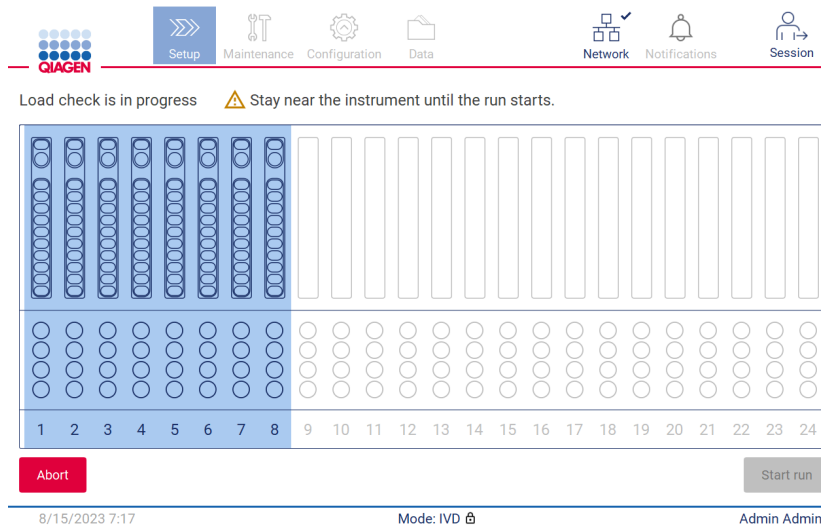 QIAGEN
Setup
Maintenance
Configuration
Data
Network
Notifications
Session
Load check is in progress
Stay near the instrument until the run starts.
1 2 3 4 5 6 7 8 9 10 11 12 13 14 15 16 17 18 19 20 21 22 23 24
Abort
Start run
8/15/2023 7:17
Mode: IVD
Admin Admin